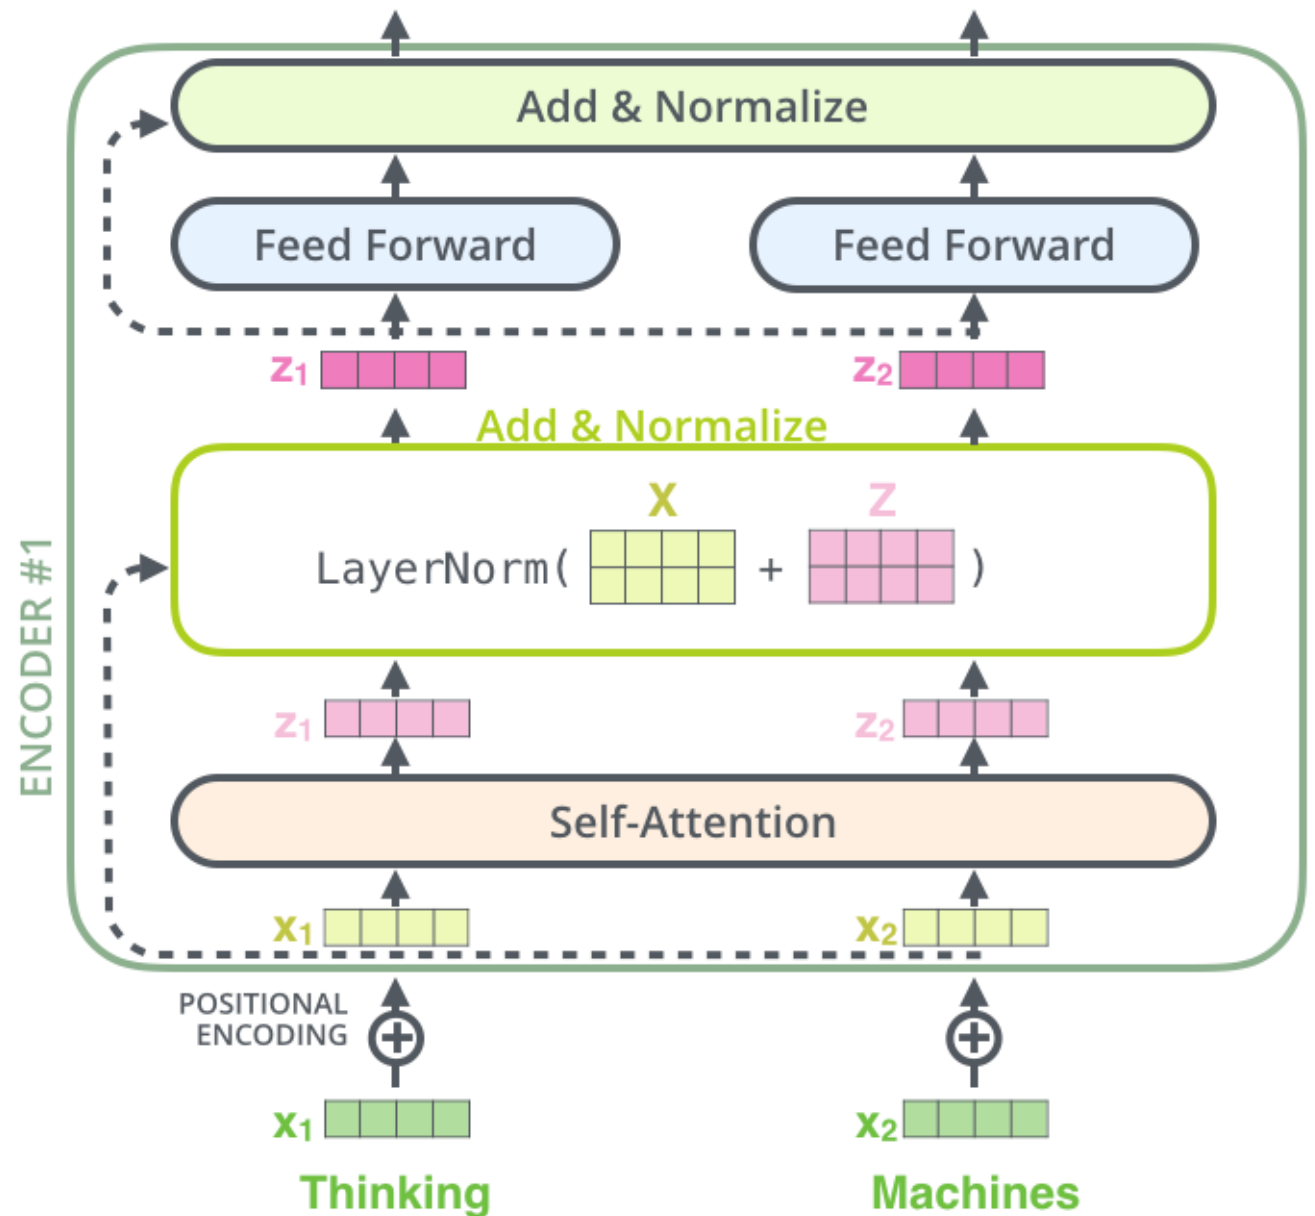 Add & Normalize
Feed Forward Feed Forward
z1 z2
Add & Normalize
X Z
LayerNorm( + )
ENCODER #1
z1 z2
Self-Attention
x1 x2
POSITIONAL
ENCODING
x1 x2
Thinking Machines